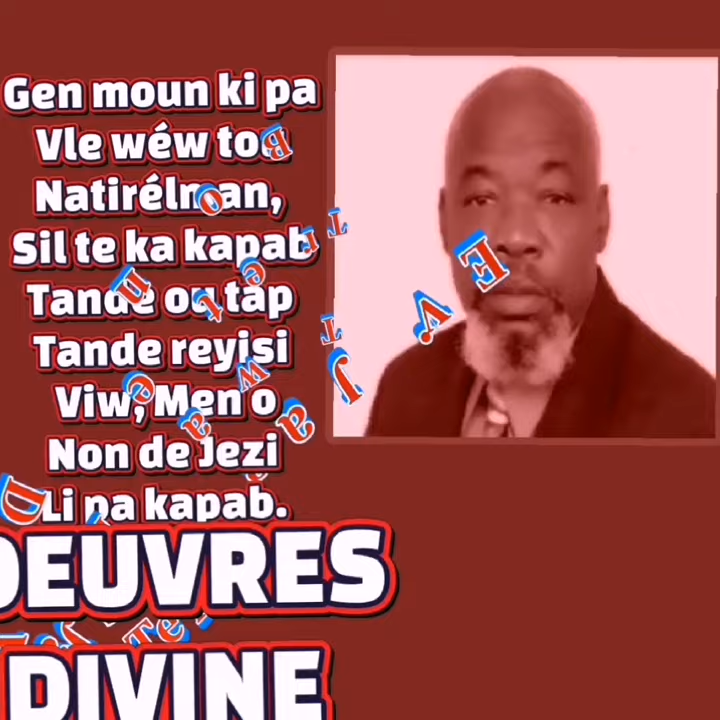 Gen moun ki pa
Vle wéw tou
Natirélman,
Sil te ka kapab
Tande ou tap
Tande reyisi
Viw, Men o
Non de Jezi
Li pa kapab.
OEUVRES
DIVINE